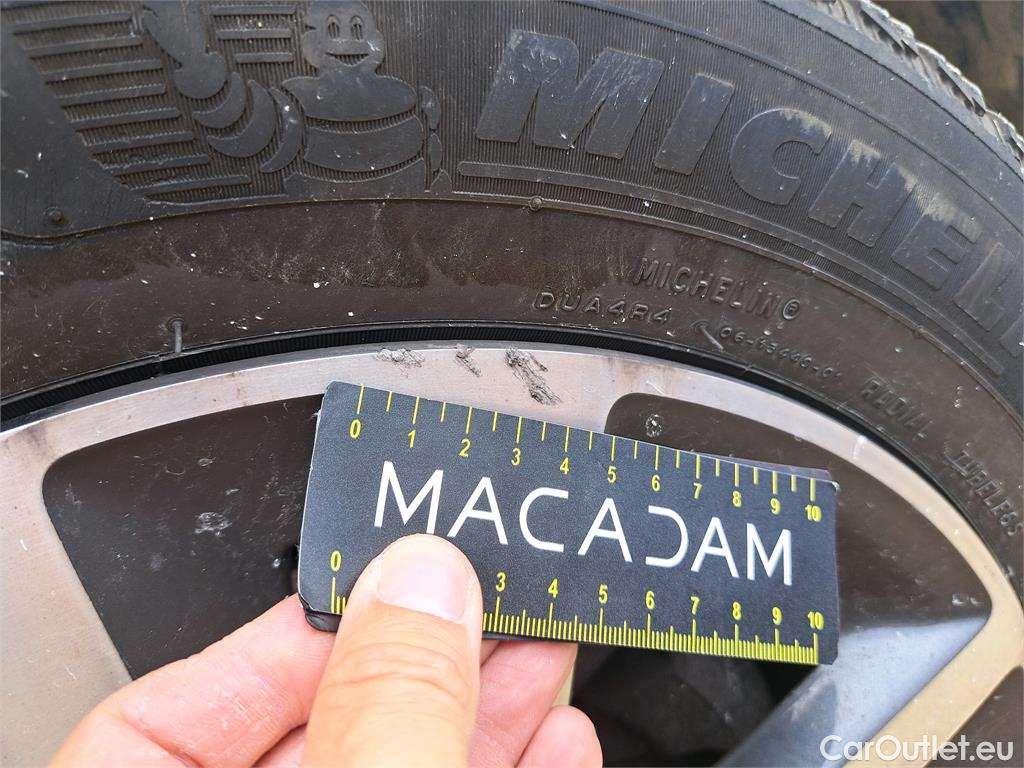 MICHELIN
MICHELIN®
DUA4R4
RADIAL TUBELESS
0 1 2 3 4 5 6 7 8 9 10
MACADAM
0 3 4 5 6 7 8 9 10
CarOutlet.eu